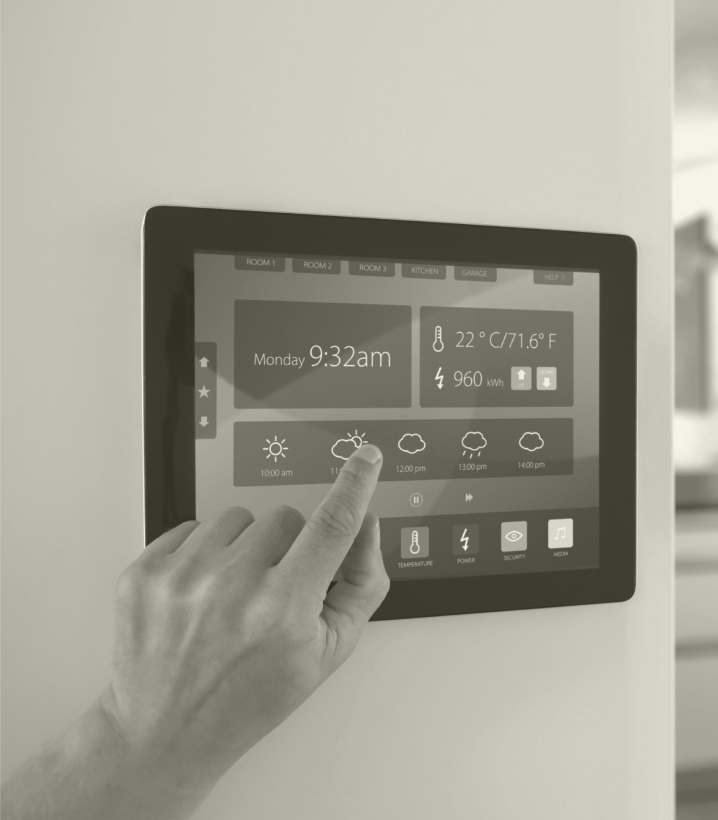 ROOM 1 ROOM 2 ROOM 3 KITCHEN GARAGE HELP ?
Monday 9:32am
22 ° C/71.6° F
960 kWh UP
10:00 am 12:00 pm 13:00 pm 14:00 pm
TEMPERATURE POWER SECURITY MEDIA